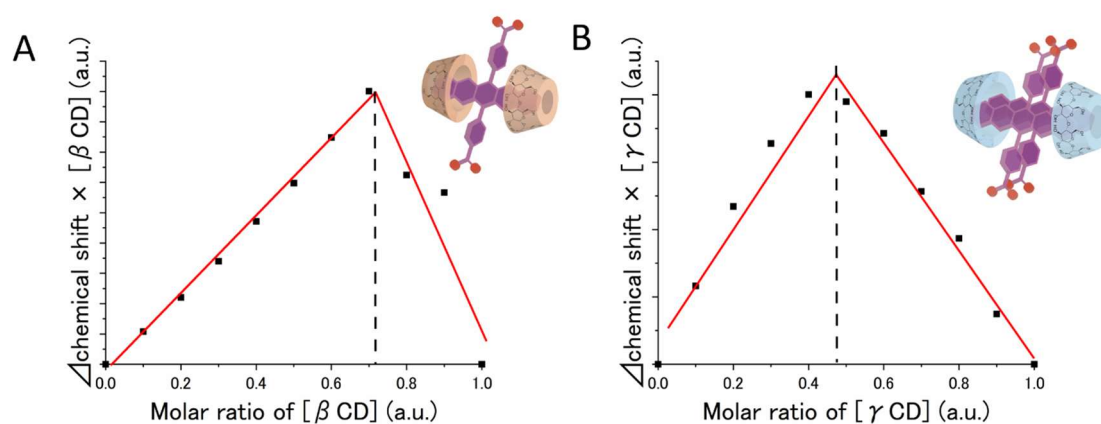 A
⊿chemical shift × [β CD] (a.u.)
0.0 0.2 0.4 0.6 0.8 1.0
Molar ratio of [β CD] (a.u.)
B
⊿chemical shift × [γ CD] (a.u.)
0.0 0.2 0.4 0.6 0.8 1.0
Molar ratio of [γ CD] (a.u.)